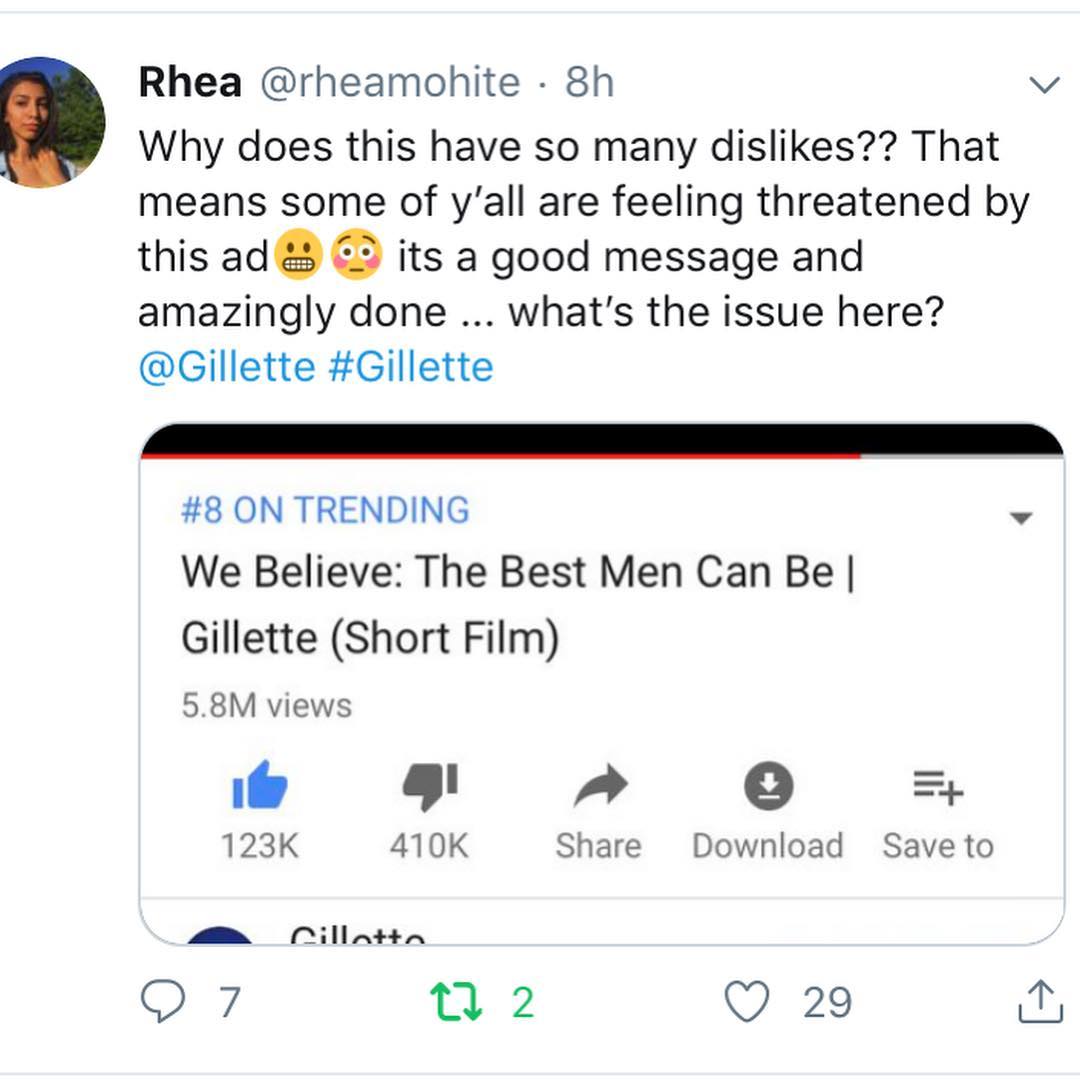 Rhea @rheamohite · 8h
Why does this have so many dislikes?? That
means some of y’all are feeling threatened by
this ad😬😳 its a good message and
amazingly done ... what’s the issue here?
@Gillette #Gillette
#8 ON TRENDING
We Believe: The Best Men Can Be |
Gillette (Short Film)
5.8M views
123K 410K Share Download Save to
Gillette
7 2 29